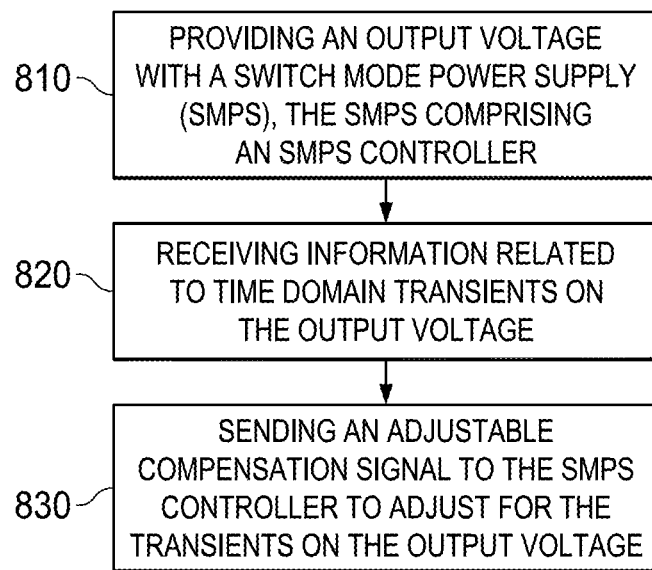 810
PROVIDING AN OUTPUT VOLTAGE
WITH A SWITCH MODE POWER SUPPLY
(SMPS), THE SMPS COMPRISING
AN SMPS CONTROLLER
820
RECEIVING INFORMATION RELATED
TO TIME DOMAIN TRANSIENTS ON
THE OUTPUT VOLTAGE
830
SENDING AN ADJUSTABLE
COMPENSATION SIGNAL TO THE SMPS
CONTROLLER TO ADJUST FOR THE
TRANSIENTS ON THE OUTPUT VOLTAGE